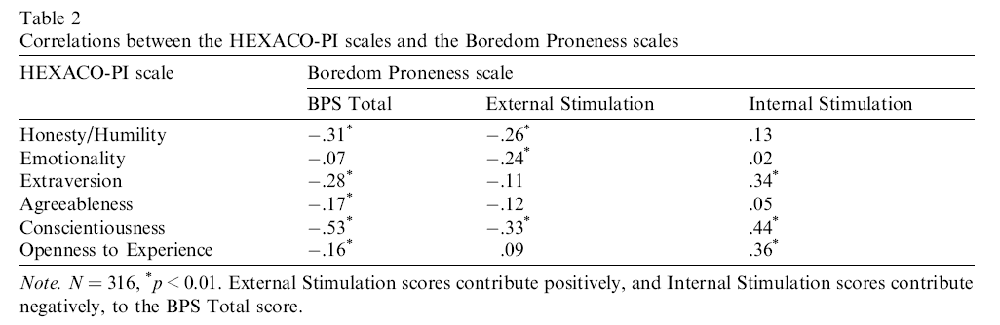 Table 2
Correlations between the HEXACO-PI scales and the Boredom Proneness scales
HEXACO-PI scale Boredom Proneness scale
BPS Total External Stimulation Internal Stimulation
Honesty/Humility −.31* −.26* .13
Emotionality −.07 −.24* .02
Extraversion −.28* −.11 .34*
Agreeableness −.17* −.12 .05
Conscientiousness −.53* −.33* .44*
Openness to Experience −.16* .09 .36*
Note. N = 316, *p < 0.01. External Stimulation scores contribute positively, and Internal Stimulation scores contribute
negatively, to the BPS Total score.